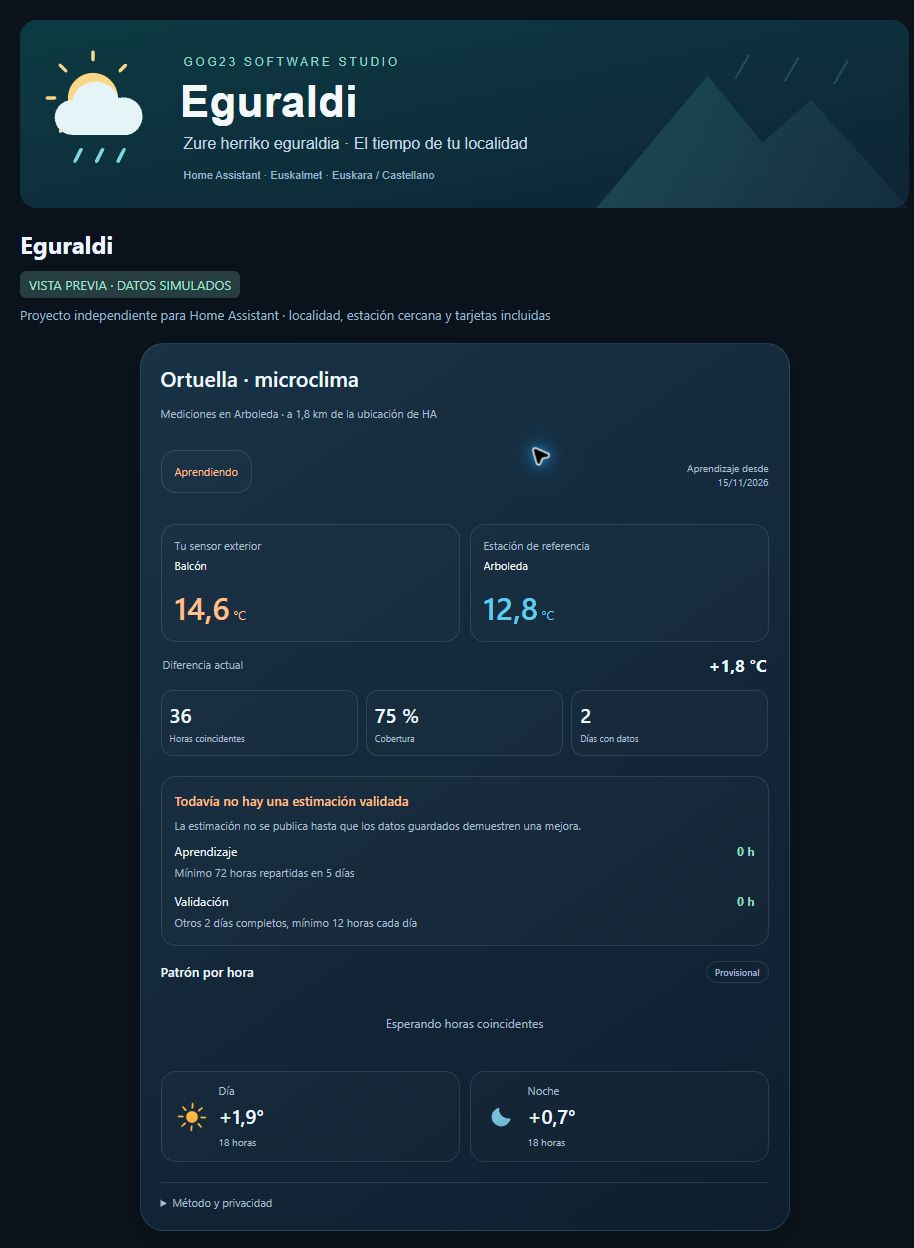 GOG23 SOFTWARE STUDIO
Eguraldi
Zure herriko eguraldia · El tiempo de tu localidad
Home Assistant · Euskalmet · Euskara / Castellano
Eguraldi
VISTA PREVIA · DATOS SIMULADOS
Proyecto independiente para Home Assistant · localidad, estación cercana y tarjetas incluidas
Ortuella · microclima
Mediciones en Arboleda · a 1,8 km de la ubicación de HA
Aprendiendo
Aprendizaje desde
15/11/2026
Tu sensor exterior
Balcón
14,6 °C
Estación de referencia
Arboleda
12,8 °C
Diferencia actual
+1,8 °C
36
Horas coincidentes
75 %
Cobertura
2
Días con datos
Todavía no hay una estimación validada
La estimación no se publica hasta que los datos guardados demuestren una mejora.
Aprendizaje
0 h
Mínimo 72 horas repartidas en 5 días
Validación
0 h
Otros 2 días completos, mínimo 12 horas cada día
Patrón por hora
Provisional
Esperando horas coincidentes
Día
+1,9°
18 horas
Noche
+0,7°
18 horas
Método y privacidad